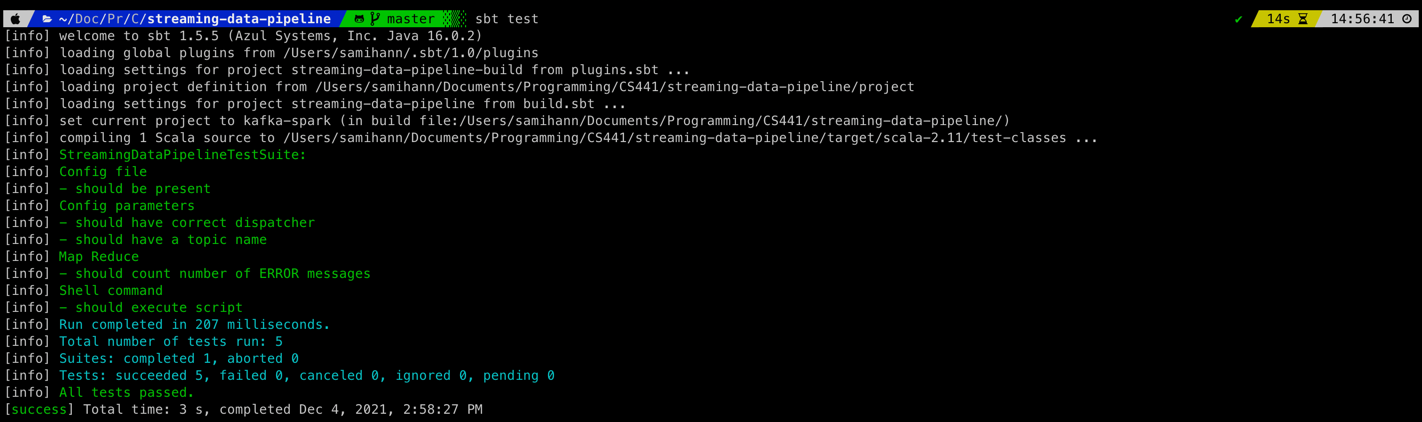 ~/Doc/Pr/C/streaming-data-pipeline master sbt test ✔ 14s 14:56:41
[info] welcome to sbt 1.5.5 (Azul Systems, Inc. Java 16.0.2)
[info] loading global plugins from /Users/samihann/.sbt/1.0/plugins
[info] loading settings for project streaming-data-pipeline-build from plugins.sbt ...
[info] loading project definition from /Users/samihann/Documents/Programming/CS441/streaming-data-pipeline/project
[info] loading settings for project streaming-data-pipeline from build.sbt ...
[info] set current project to kafka-spark (in build file:/Users/samihann/Documents/Programming/CS441/streaming-data-pipeline/)
[info] compiling 1 Scala source to /Users/samihann/Documents/Programming/CS441/streaming-data-pipeline/target/scala-2.11/test-classes ...
[info] StreamingDataPipelineTestSuite:
[info] Config file
[info] - should be present
[info] Config parameters
[info] - should have correct dispatcher
[info] - should have a topic name
[info] Map Reduce
[info] - should count number of ERROR messages
[info] Shell command
[info] - should execute script
[info] Run completed in 207 milliseconds.
[info] Total number of tests run: 5
[info] Suites: completed 1, aborted 0
[info] Tests: succeeded 5, failed 0, canceled 0, ignored 0, pending 0
[info] All tests passed.
[success] Total time: 3 s, completed Dec 4, 2021, 2:58:27 PM